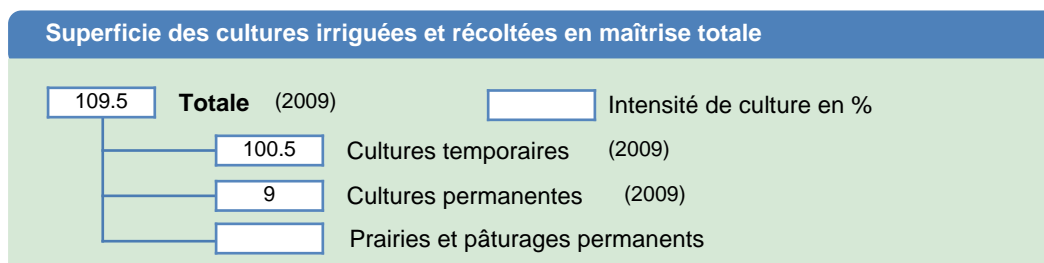 Superficie des cultures irriguées et récoltées en maîtrise totale
109.5 Totale (2009) Intensité de culture en %
100.5 Cultures temporaires (2009)
9 Cultures permanentes (2009)
Prairies et pâturages permanents